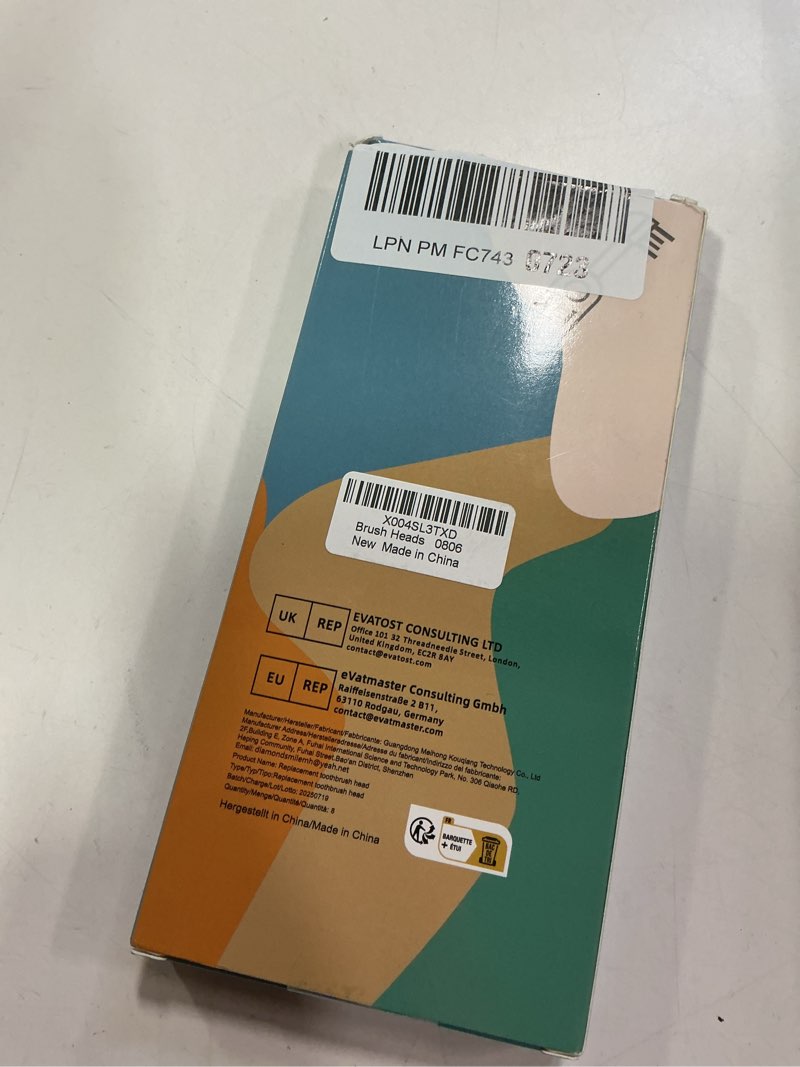 LPN PM FC743 0723
X004SL3TXD
Brush Heads 0806
New Made in China
UK REP
EVATOST CONSULTING LTD
Office 101 32 Threadneedle Street, London,
United Kingdom, EC2R 8AY
contact@evatost.com
EU REP
eVatmaster Consulting Gmbh
Raiffeisenstraße 2 B11,
63110 Rodgau, Germany
contact@evatmaster.com
Manufacturer/Hersteller/Fabricant/Fabbricante: Guangdong Meihong Kouqiang Technology Co., Ltd
Manufacturer Address/Herstelleradresse/Adresse du fabricant/Indirizzo del fabbricante:
2F,Building E, Zone A, Fuhai International Science and Technology Park, No. 306 Qiaohe RD,
Heping Community, Fuhai Street,Bao'an District, Shenzhen
Email: diamondsmilemh@yeah.net
Product Name: Replacement toothbrush head
Type/Typ/Tipo:Replacement toothbrush head
Batch/Charge/Lot/Lotto: 20250719
Quantity/Menge/Quantité/Quantità: 8
Hergestellt in China/Made in China
FR
BARQUETTE
+ ÉTUI
BAC
DE
TRI